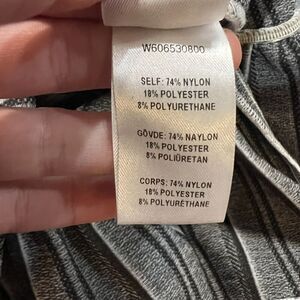 W606530800
SELF: 74% NYLON
18% POLYESTER
8% POLYURETHANE
GÖVDE: 74% NAYLON
18% POLYESTER
8% POLİÜRETAN
CORPS: 74% NYLON
18% POLYESTER
8% POLYURÉTHANE